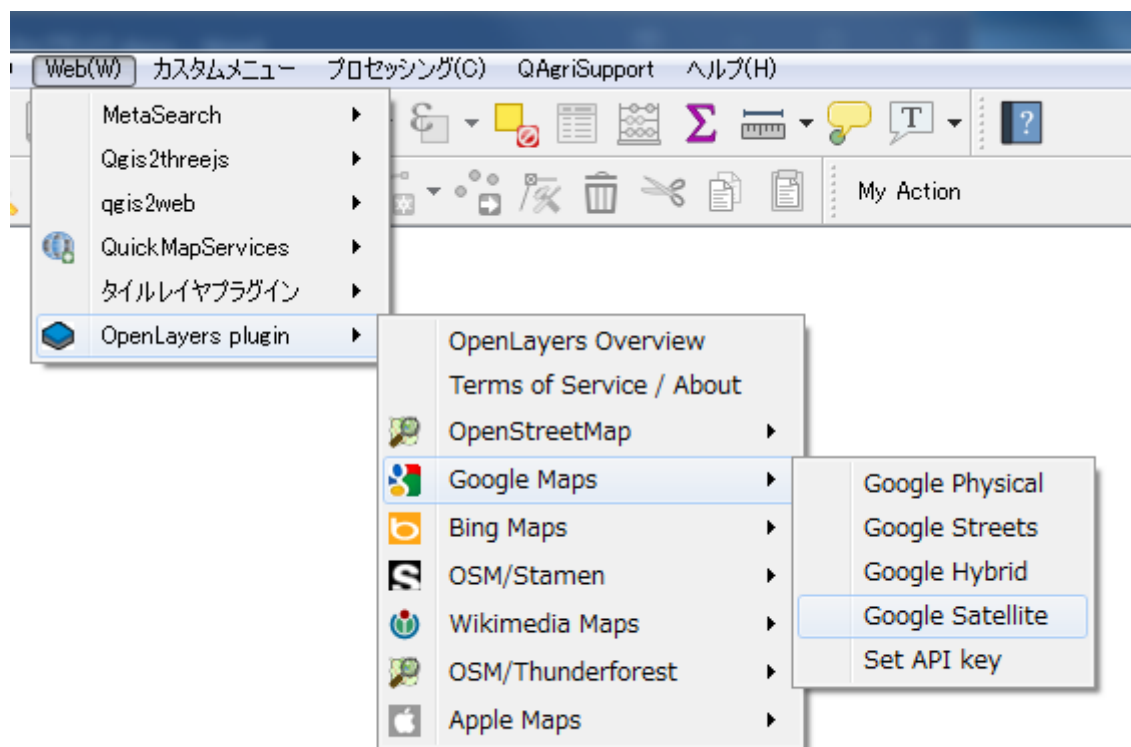 Web(W) カスタムメニュー プロセッシング(C) QAgriSupport ヘルプ(H)
MetaSearch
Qgis2threejs
qgis2web
QuickMapServices
タイルレイヤプラグイン
OpenLayers plugin
My Action
OpenLayers Overview
Terms of Service / About
OpenStreetMap
Google Maps
Bing Maps
OSM/Stamen
Wikimedia Maps
OSM/Thunderforest
Apple Maps
Google Physical
Google Streets
Google Hybrid
Google Satellite
Set API key